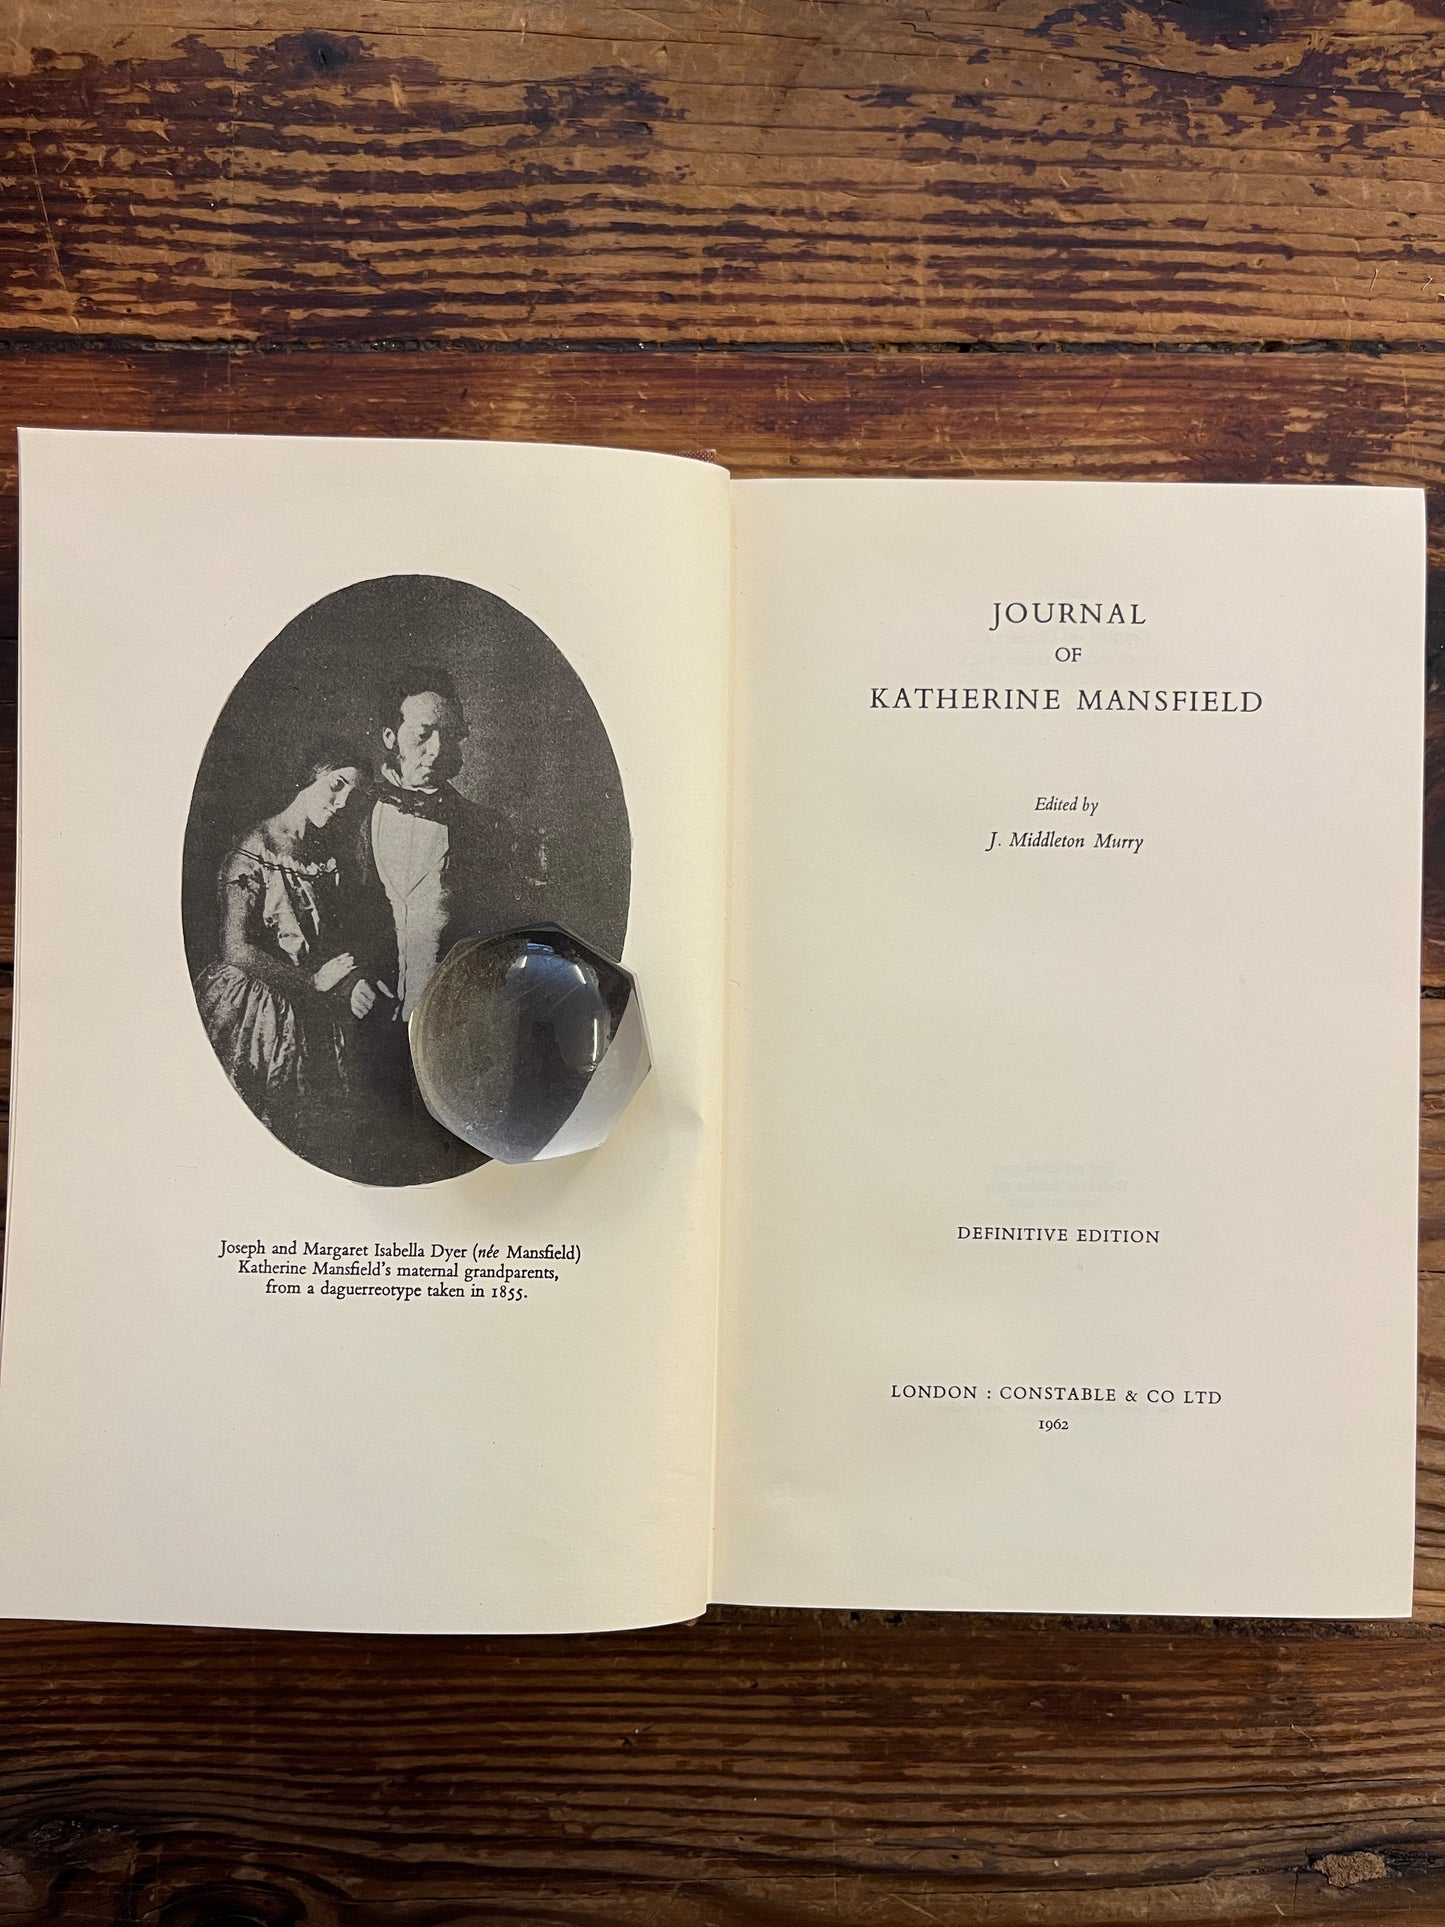 Joseph and Margaret Isabella Dyer (née Mansfield)
Katherine Mansfield's maternal grandparents,
from a daguerreotype taken in 1855.
JOURNAL
OF
KATHERINE MANSFIELD
Edited by
J. Middleton Murry
DEFINITIVE EDITION
LONDON : CONSTABLE & CO LTD
1962